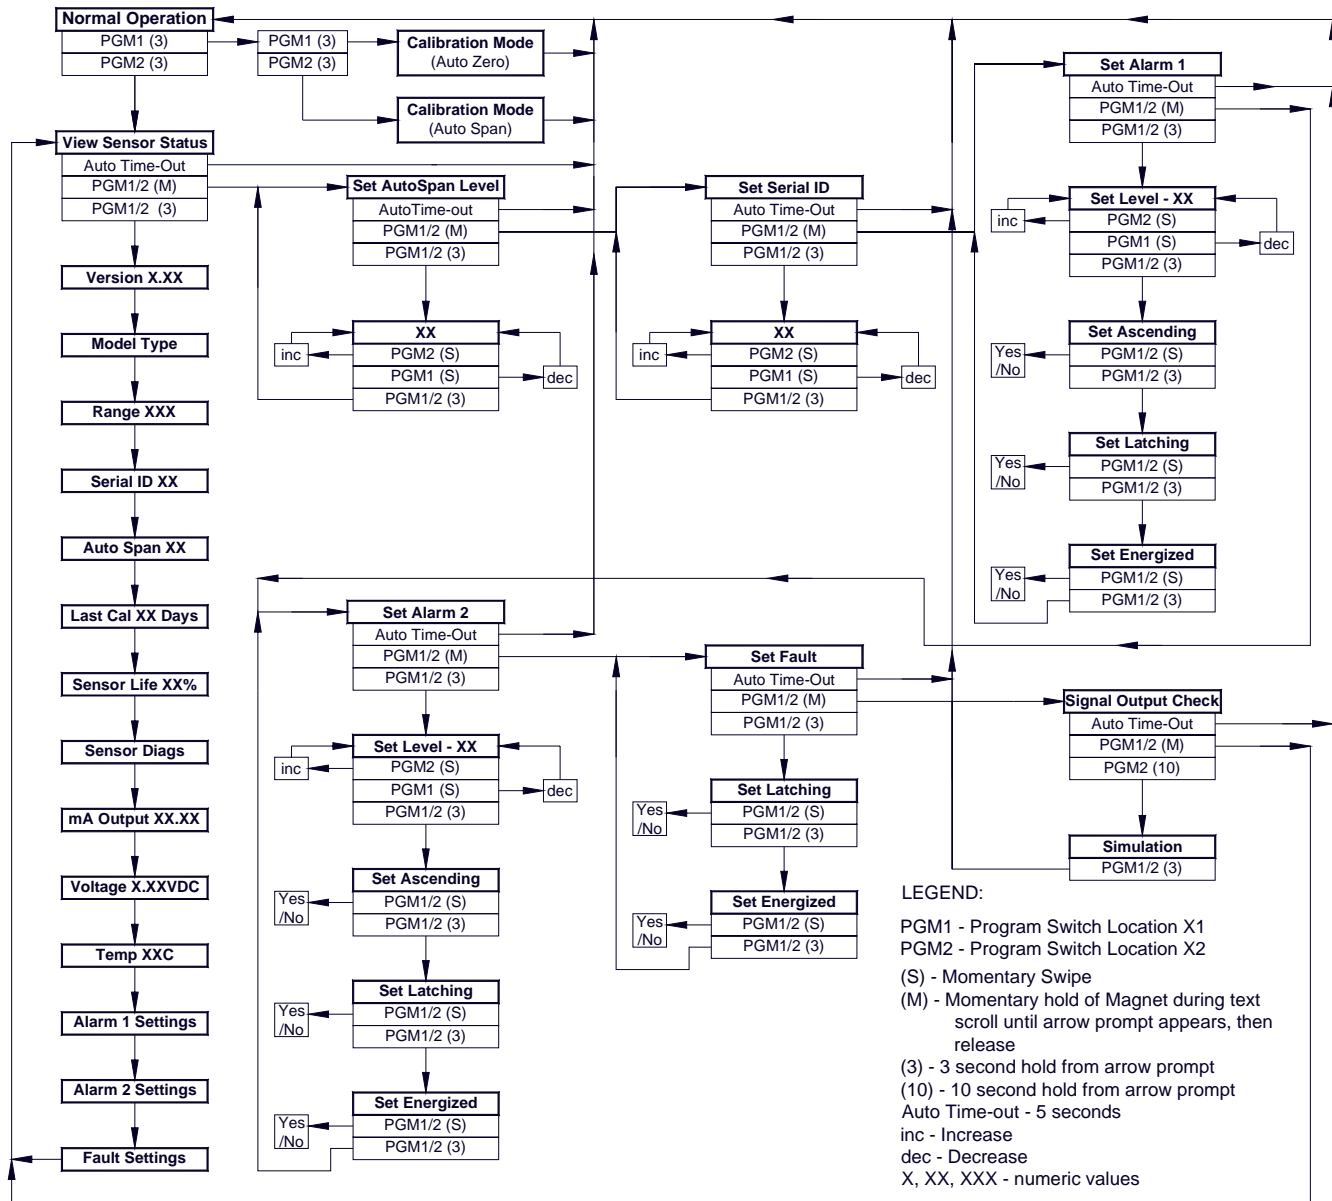 Normal Operation
PGM1 (3)
PGM2 (3)
PGM1 (3)
PGM2 (3)
Calibration Mode
(Auto Zero)
Calibration Mode
(Auto Span)
View Sensor Status
Auto Time-Out
PGM1/2 (M)
PGM1/2 (3)
Version X.XX
Model Type
Range XXX
Serial ID XX
Auto Span XX
Last Cal XX Days
Sensor Life XX%
Sensor Diags
mA Output XX.XX
Voltage X.XXVDC
Temp XXC
Alarm 1 Settings
Alarm 2 Settings
Fault Settings
Set AutoSpan Level
AutoTime-out
PGM1/2 (M)
PGM1/2 (3)
XX
inc
PGM2 (S)
PGM1 (S)
dec
PGM1/2 (3)
Set Serial ID
Auto Time-Out
PGM1/2 (M)
PGM1/2 (3)
XX
inc
PGM2 (S)
PGM1 (S)
dec
PGM1/2 (3)
Set Alarm 1
Auto Time-Out
PGM1/2 (M)
PGM1/2 (3)
Set Level - XX
inc
PGM2 (S)
PGM1 (S)
dec
PGM1/2 (3)
Set Ascending
Yes
/No
PGM1/2 (S)
PGM1/2 (3)
Set Latching
Yes
/No
PGM1/2 (S)
PGM1/2 (3)
Set Energized
Yes
/No
PGM1/2 (S)
PGM1/2 (3)
Set Alarm 2
Auto Time-Out
PGM1/2 (M)
PGM1/2 (3)
Set Level - XX
inc
PGM2 (S)
PGM1 (S)
dec
PGM1/2 (3)
Set Ascending
Yes
/No
PGM1/2 (S)
PGM1/2 (3)
Set Latching
Yes
/No
PGM1/2 (S)
PGM1/2 (3)
Set Energized
Yes
/No
PGM1/2 (S)
PGM1/2 (3)
Set Fault
Auto Time-Out
PGM1/2 (M)
PGM1/2 (3)
Set Latching
Yes
/No
PGM1/2 (S)
PGM1/2 (3)
Set Energized
Yes
/No
PGM1/2 (S)
PGM1/2 (3)
Signal Output Check
Auto Time-Out
PGM1/2 (M)
PGM2 (10)
Simulation
PGM1/2 (3)
LEGEND:
PGM1 - Program Switch Location X1
PGM2 - Program Switch Location X2
(S) - Momentary Swipe
(M) - Momentary hold of Magnet during text
scroll until arrow prompt appears, then
release
(3) - 3 second hold from arrow prompt
(10) - 10 second hold from arrow prompt
Auto Time-out - 5 seconds
inc - Increase
dec - Decrease
X, XX, XXX - numeric values